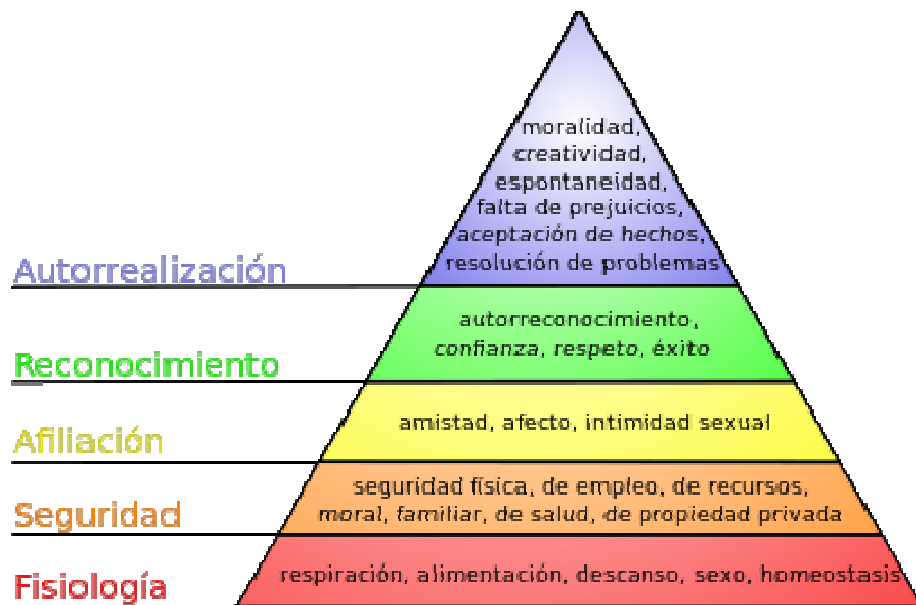 moralidad,
creatividad,
espontaneidad,
falta de prejuicios,
aceptación de hechos,
resolución de problemas
Autorrealización
autorreconocimiento,
confianza, respeto, éxito
Reconocimiento
amistad, afecto, intimidad sexual
Afiliación
seguridad física, de empleo, de recursos,
moral, familiar, de salud, de propiedad privada
Seguridad
respiración, alimentación, descanso, sexo, homeostasis
Fisiología